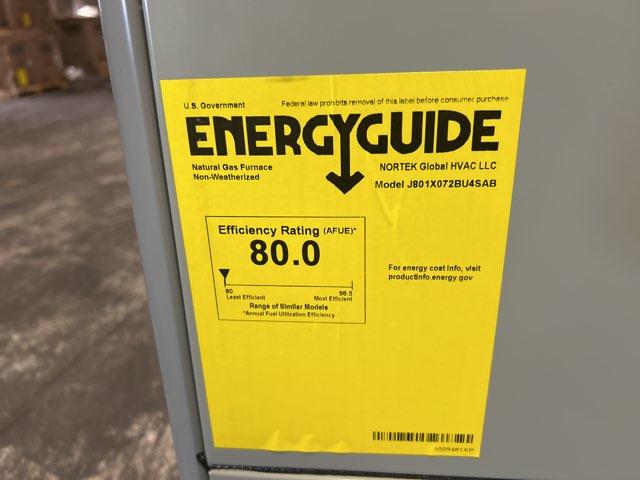 U.S. Government
Federal law prohibits removal of this label before consumer purchase.
ENERGYGUIDE
Natural Gas Furnace
Non-Weatherized
NORTEK Global HVAC LLC
Model J801X072BU4SAB
Efficiency Rating (AFUE)*
80.0
80
98.5
Least Efficient
Most Efficient
Range of Similar Models
*Annual Fuel Utilization Efficiency
For energy cost info, visit
productinfo.energy.gov